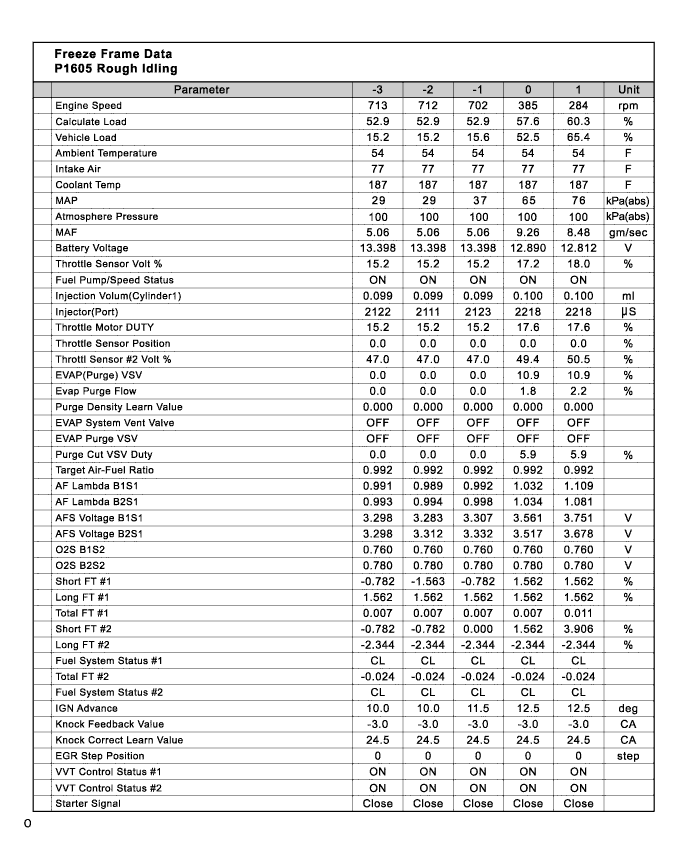 Freeze Frame Data
P1605 Rough Idling
Parameter -3 -2 -1 0 1 Unit
Engine Speed 713 712 702 385 284 rpm
Calculate Load 52.9 52.9 52.9 57.6 60.3 %
Vehicle Load 15.2 15.2 15.6 52.5 65.4 %
Ambient Temperature 54 54 54 54 54 F
Intake Air 77 77 77 77 77 F
Coolant Temp 187 187 187 187 187 F
MAP 29 29 37 65 76 kPa(abs)
Atmosphere Pressure 100 100 100 100 100 kPa(abs)
MAF 5.06 5.06 5.06 9.26 8.48 gm/sec
Battery Voltage 13.398 13.398 13.398 12.890 12.812 V
Throttle Sensor Volt % 15.2 15.2 15.2 17.2 18.0 %
Fuel Pump/Speed Status ON ON ON ON ON
Injection Volum(Cylinder1) 0.099 0.099 0.099 0.100 0.100 ml
Injector(Port) 2122 2111 2123 2218 2218 µS
Throttle Motor DUTY 15.2 15.2 15.2 17.6 17.6 %
Throttle Sensor Position 0.0 0.0 0.0 0.0 0.0 %
Throttl Sensor #2 Volt % 47.0 47.0 47.0 49.4 50.5 %
EVAP(Purge) VSV 0.0 0.0 0.0 10.9 10.9 %
Evap Purge Flow 0.0 0.0 0.0 1.8 2.2 %
Purge Density Learn Value 0.000 0.000 0.000 0.000 0.000
EVAP System Vent Valve OFF OFF OFF OFF OFF
EVAP Purge VSV OFF OFF OFF OFF OFF
Purge Cut VSV Duty 0.0 0.0 0.0 5.9 5.9 %
Target Air-Fuel Ratio 0.992 0.992 0.992 0.992 0.992
AF Lambda B1S1 0.991 0.989 0.992 1.032 1.109
AF Lambda B2S1 0.993 0.994 0.998 1.034 1.081
AFS Voltage B1S1 3.298 3.283 3.307 3.561 3.751 V
AFS Voltage B2S1 3.298 3.312 3.332 3.517 3.678 V
O2S B1S2 0.760 0.760 0.760 0.760 0.760 V
O2S B2S2 0.780 0.780 0.780 0.780 0.780 V
Short FT #1 -0.782 -1.563 -0.782 1.562 1.562 %
Long FT #1 1.562 1.562 1.562 1.562 1.562 %
Total FT #1 0.007 0.007 0.007 0.007 0.011
Short FT #2 -0.782 -0.782 0.000 1.562 3.906 %
Long FT #2 -2.344 -2.344 -2.344 -2.344 -2.344 %
Fuel System Status #1 CL CL CL CL CL
Total FT #2 -0.024 -0.024 -0.024 -0.024 -0.024
Fuel System Status #2 CL CL CL CL CL
IGN Advance 10.0 10.0 11.5 12.5 12.5 deg
Knock Feedback Value -3.0 -3.0 -3.0 -3.0 -3.0 CA
Knock Correct Learn Value 24.5 24.5 24.5 24.5 24.5 CA
EGR Step Position 0 0 0 0 0 step
VVT Control Status #1 ON ON ON ON ON
VVT Control Status #2 ON ON ON ON ON
Starter Signal Close Close Close Close Close
0